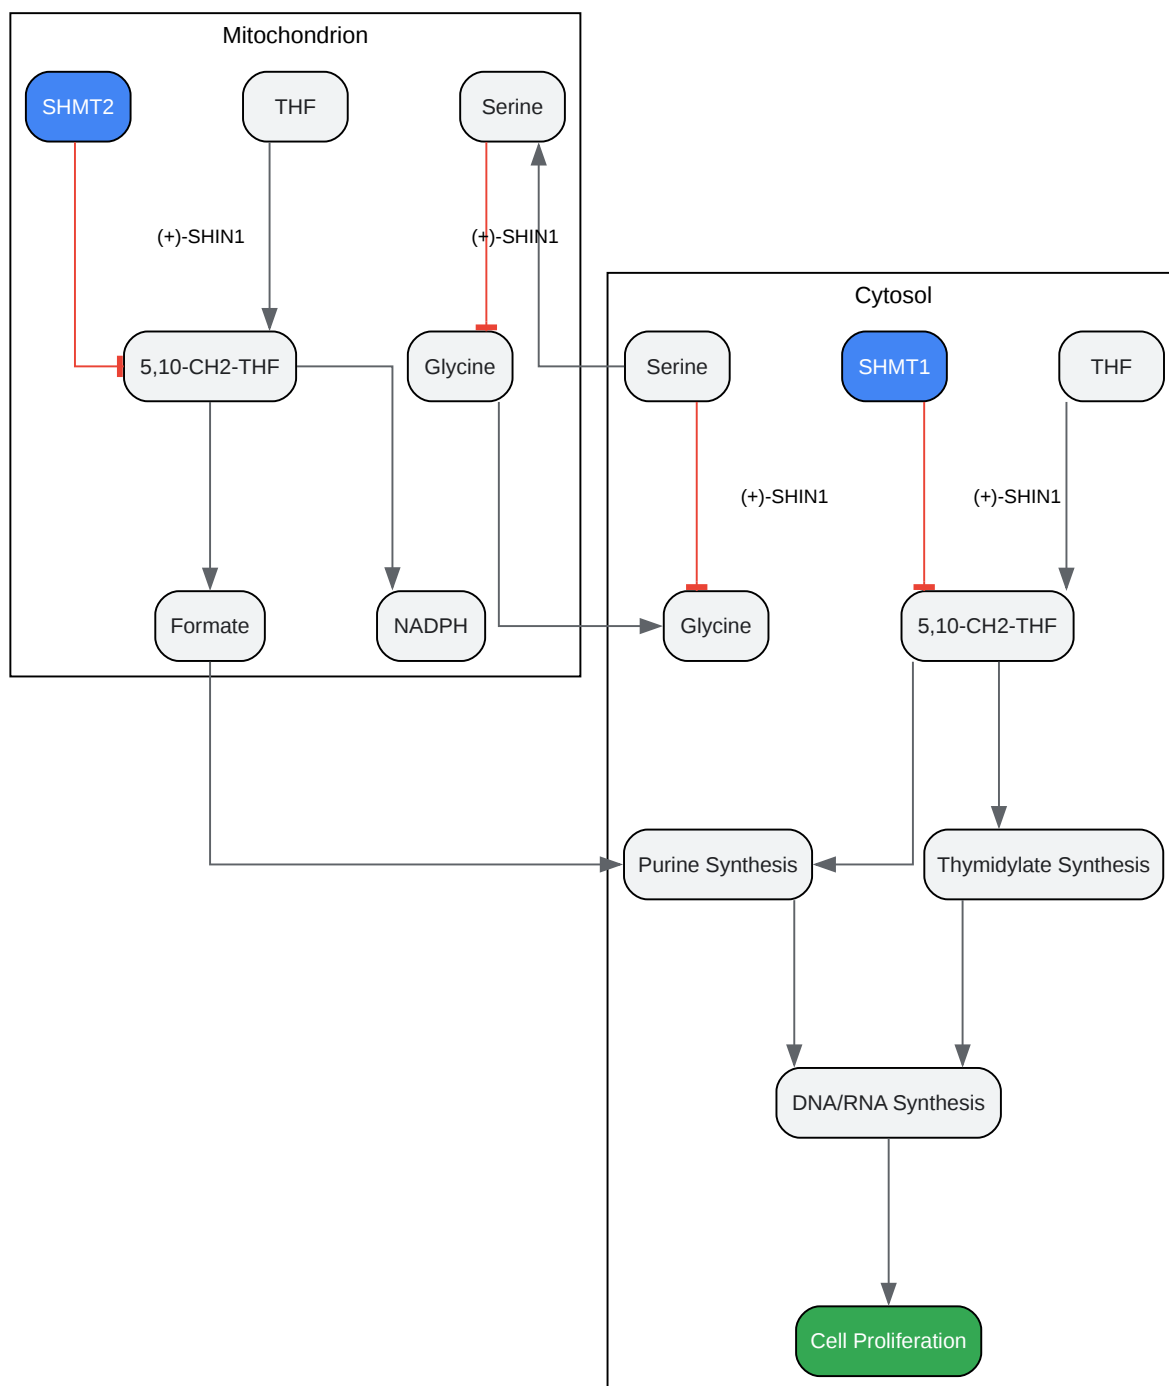 Mitochondrion
SHMT2
THF
Serine
(+)-SHIN1
(+)-SHIN1
5,10-CH2-THF
Glycine
Formate
NADPH
Cytosol
Serine
SHMT1
THF
(+)-SHIN1
(+)-SHIN1
Glycine
5,10-CH2-THF
Purine Synthesis
Thymidylate Synthesis
DNA/RNA Synthesis
Cell Proliferation